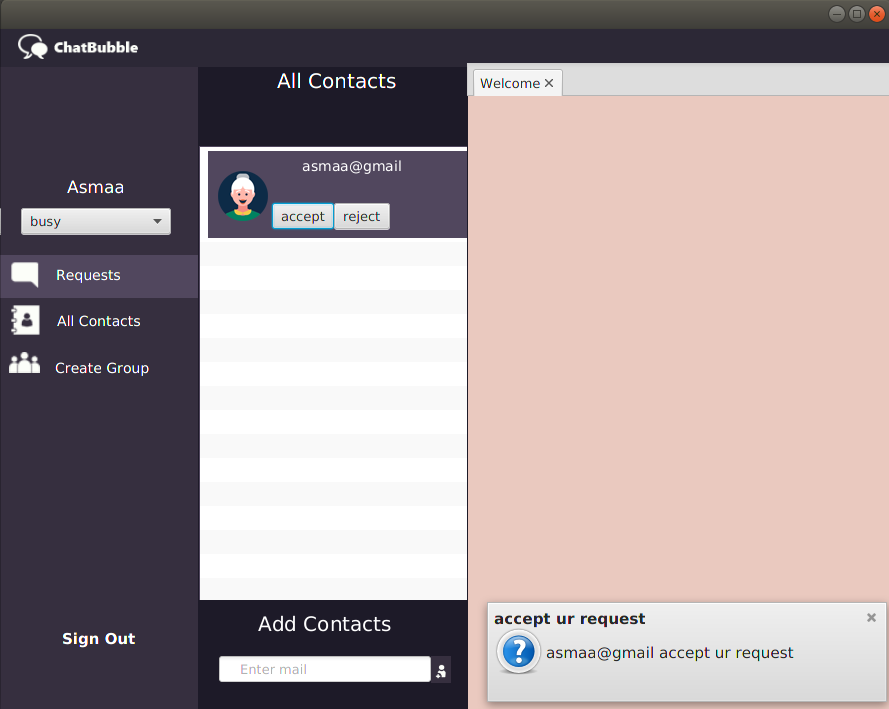 ChatBubble
Asmaa
busy
Requests
All Contacts
Create Group
Sign Out
All Contacts
asmaa@gmail
accept reject
Add Contacts
Enter mail
Welcome
accept ur request
asmaa@gmail accept ur request